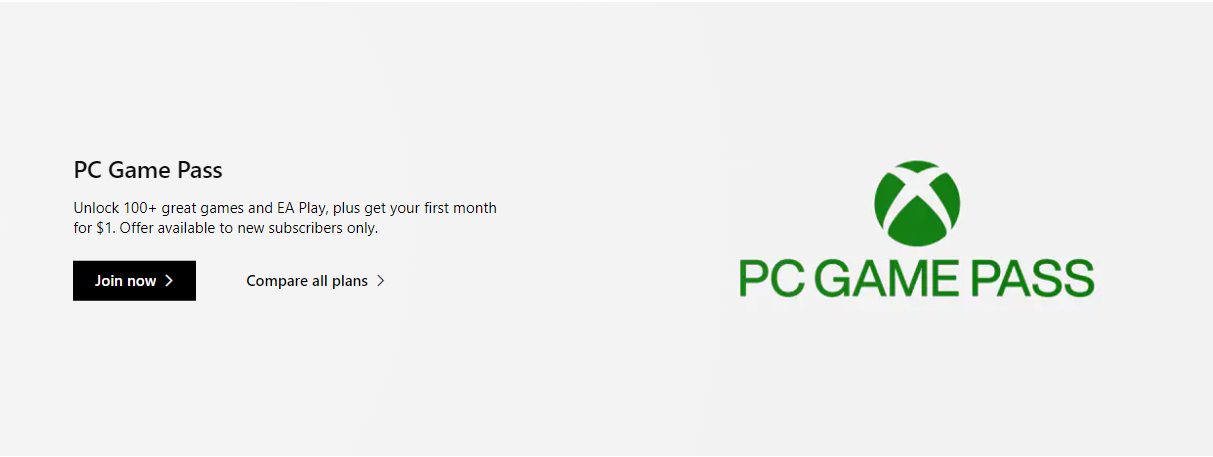 PC Game Pass
Unlock 100+ great games and EA Play, plus get your first month
for $1. Offer available to new subscribers only.
Join now
Compare all plans
PC GAME PASS